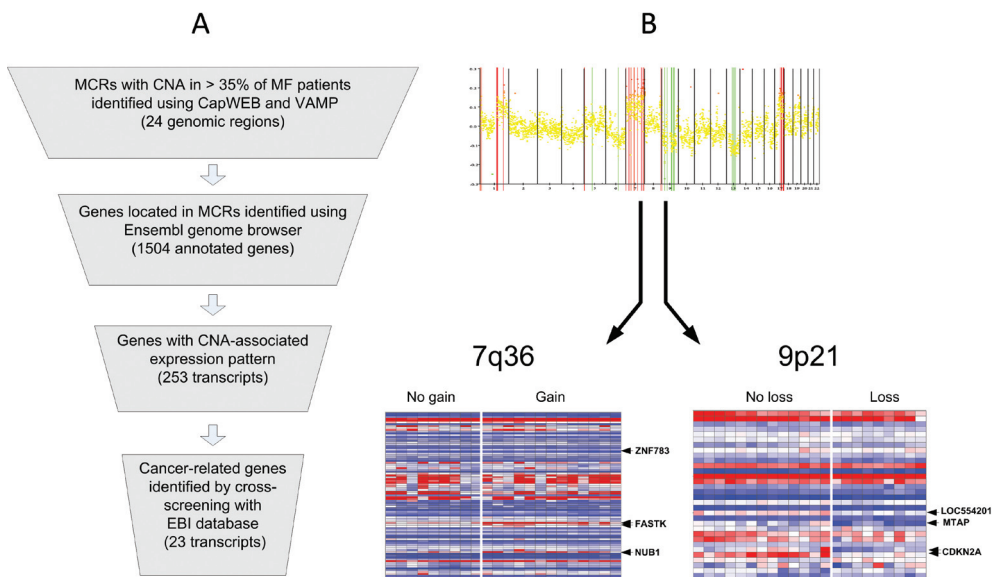 A
MCRs with CNA in > 35% of MF patients
identified using CapWEB and VAMP
(24 genomic regions)
Genes located in MCRs identified using
Ensembl genome browser
(1504 annotated genes)
Genes with CNA-associated
expression pattern
(253 transcripts)
Cancer-related genes
identified by cross-
screening with
EBI database
(23 transcripts)
B
7q36
No gain Gain
ZNF783
FASTK
NUB1
9p21
No loss Loss
LOC554201
MTAP
CDKN2A